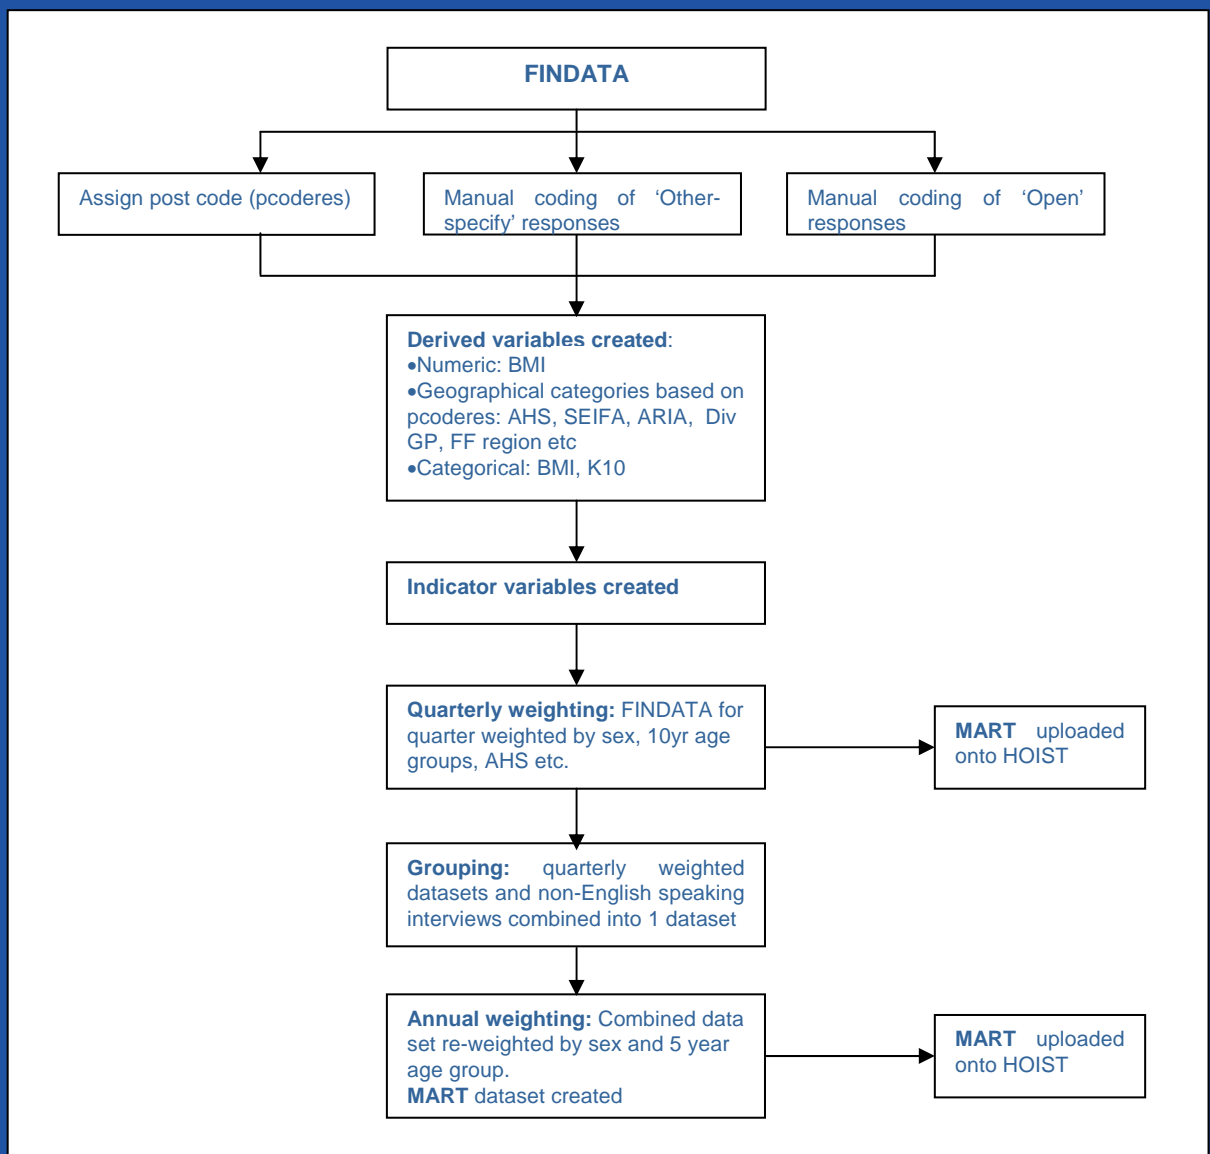 FINDATA
Assign post code (pcoderes)
Manual coding of ‘Other-
specify’ responses
Manual coding of ‘Open’
responses
Derived variables created:
•Numeric: BMI
•Geographical categories based on
pcoderes: AHS, SEIFA, ARIA, Div
GP, FF region etc
•Categorical: BMI, K10
Indicator variables created
Quarterly weighting: FINDATA for
quarter weighted by sex, 10yr age
groups, AHS etc.
MART uploaded
onto HOIST
Grouping: quarterly weighted
datasets and non-English speaking
interviews combined into 1 dataset
Annual weighting: Combined data
set re-weighted by sex and 5 year
age group.
MART dataset created
MART uploaded
onto HOIST